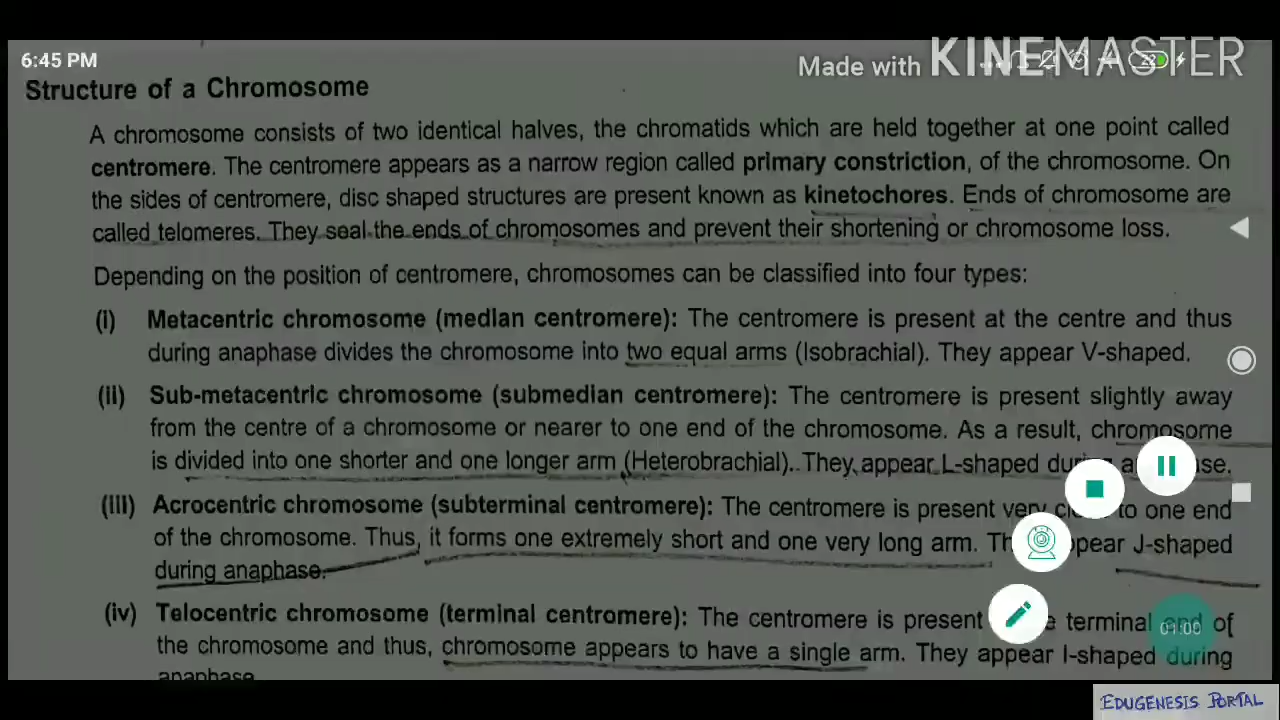 6:45 PM
Made with KINEMASTER
22
Structure of a Chromosome
A chromosome consists of two identical halves, the chromatids which are held together at one point called
centromere. The centromere appears as a narrow region called primary constriction, of the chromosome. On
the sides of centromere, disc shaped structures are present known as kinetochores. Ends of chromosome are
called telomeres. They seal the ends of chromosomes and prevent their shortening or chromosome loss.
Depending on the position of centromere, chromosomes can be classified into four types:
(i) Metacentric chromosome (median centromere): The centromere is present at the centre and thus
during anaphase divides the chromosome into two equal arms (Isobrachial). They appear V-shaped.
(ii) Sub-metacentric chromosome (submedian centromere): The centromere is present slightly away
from the centre of a chromosome or nearer to one end of the chromosome. As a result, chromosome
is divided into one shorter and one longer arm (Heterobrachial). They appear L-shaped
(iii) Acrocentric chromosome (subterminal centromere): The centromere is present very to one end
of the chromosome. Thus, it forms one extremely short and one very long arm. J-shaped
during anaphase.
(iv) Telocentric chromosome (terminal centromere): The centromere is present terminal end of
the chromosome and thus, chromosome appears to have a single arm. They appear I-shaped during
anaphase.
01:00
EDUGENESIS PORTAL